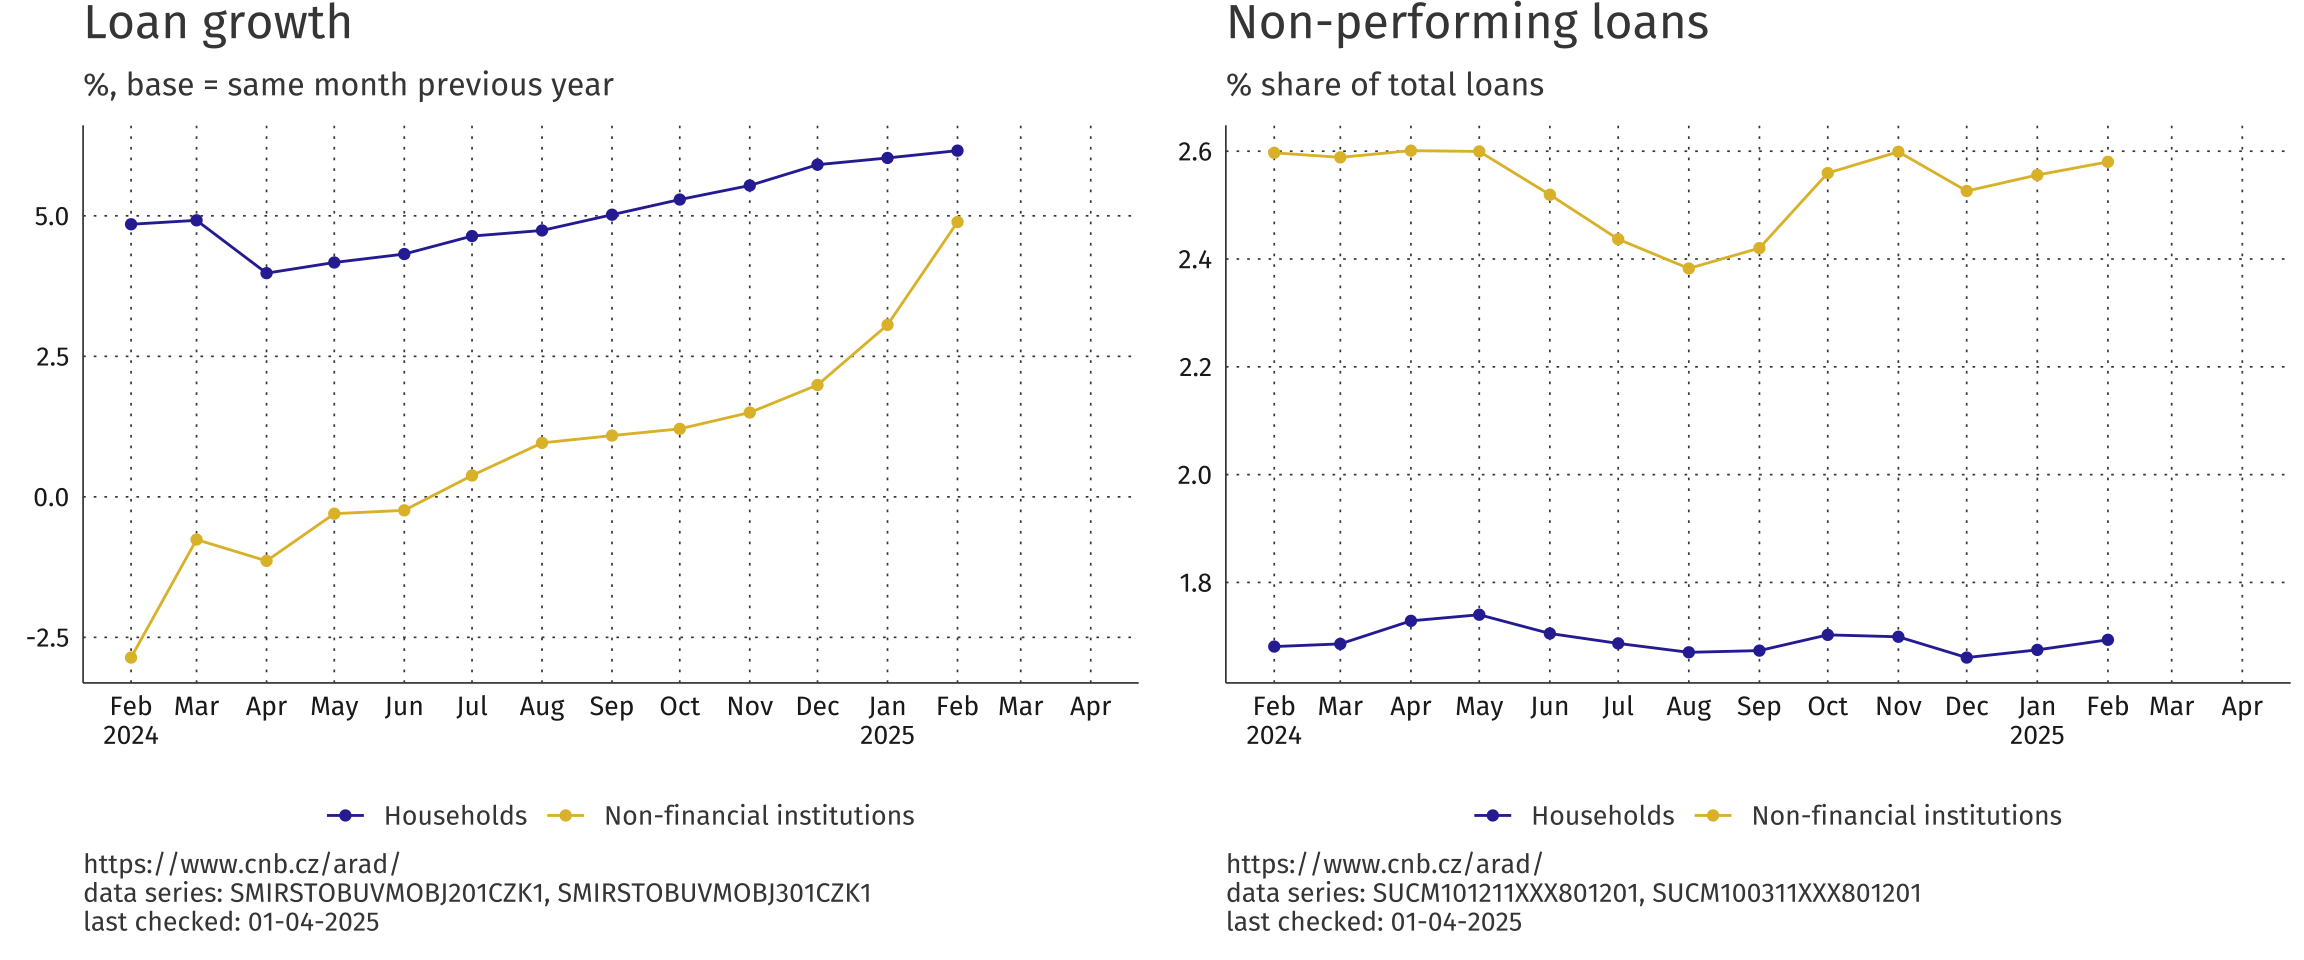 Loan growth
%, base = same month previous year
5.0
2.5
0.0
-2.5
Feb Mar Apr May Jun Jul Aug Sep Oct Nov Dec Jan Feb Mar Apr
2024 2025
Households Non-financial institutions
https://www.cnb.cz/arad/
data series: SMIRSTOBUVMOBJ201CZK1, SMIRSTOBUVMOBJ301CZK1
last checked: 01-04-2025
Non-performing loans
% share of total loans
2.6
2.4
2.2
2.0
1.8
Feb Mar Apr May Jun Jul Aug Sep Oct Nov Dec Jan Feb Mar Apr
2024 2025
Households Non-financial institutions
https://www.cnb.cz/arad/
data series: SUCM101211XXX801201, SUCM100311XXX801201
last checked: 01-04-2025